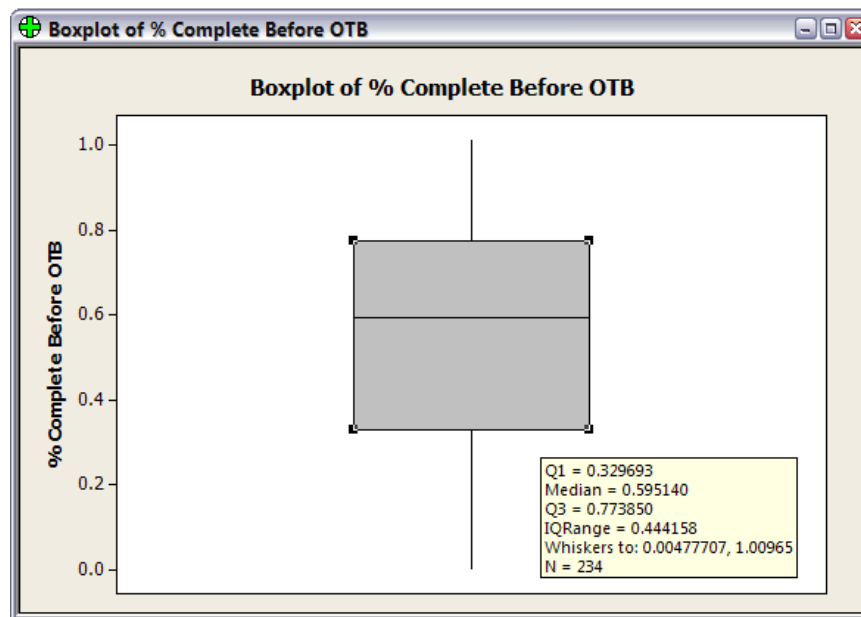 Boxplot of % Complete Before OTB
Boxplot of % Complete Before OTB
1.0
0.8
0.6
0.4
0.2
0.0
% Complete Before OTB
Q1 = 0.329693
Median = 0.595140
Q3 = 0.773850
IQRange = 0.444158
Whiskers to: 0.00477707, 1.00965
N = 234